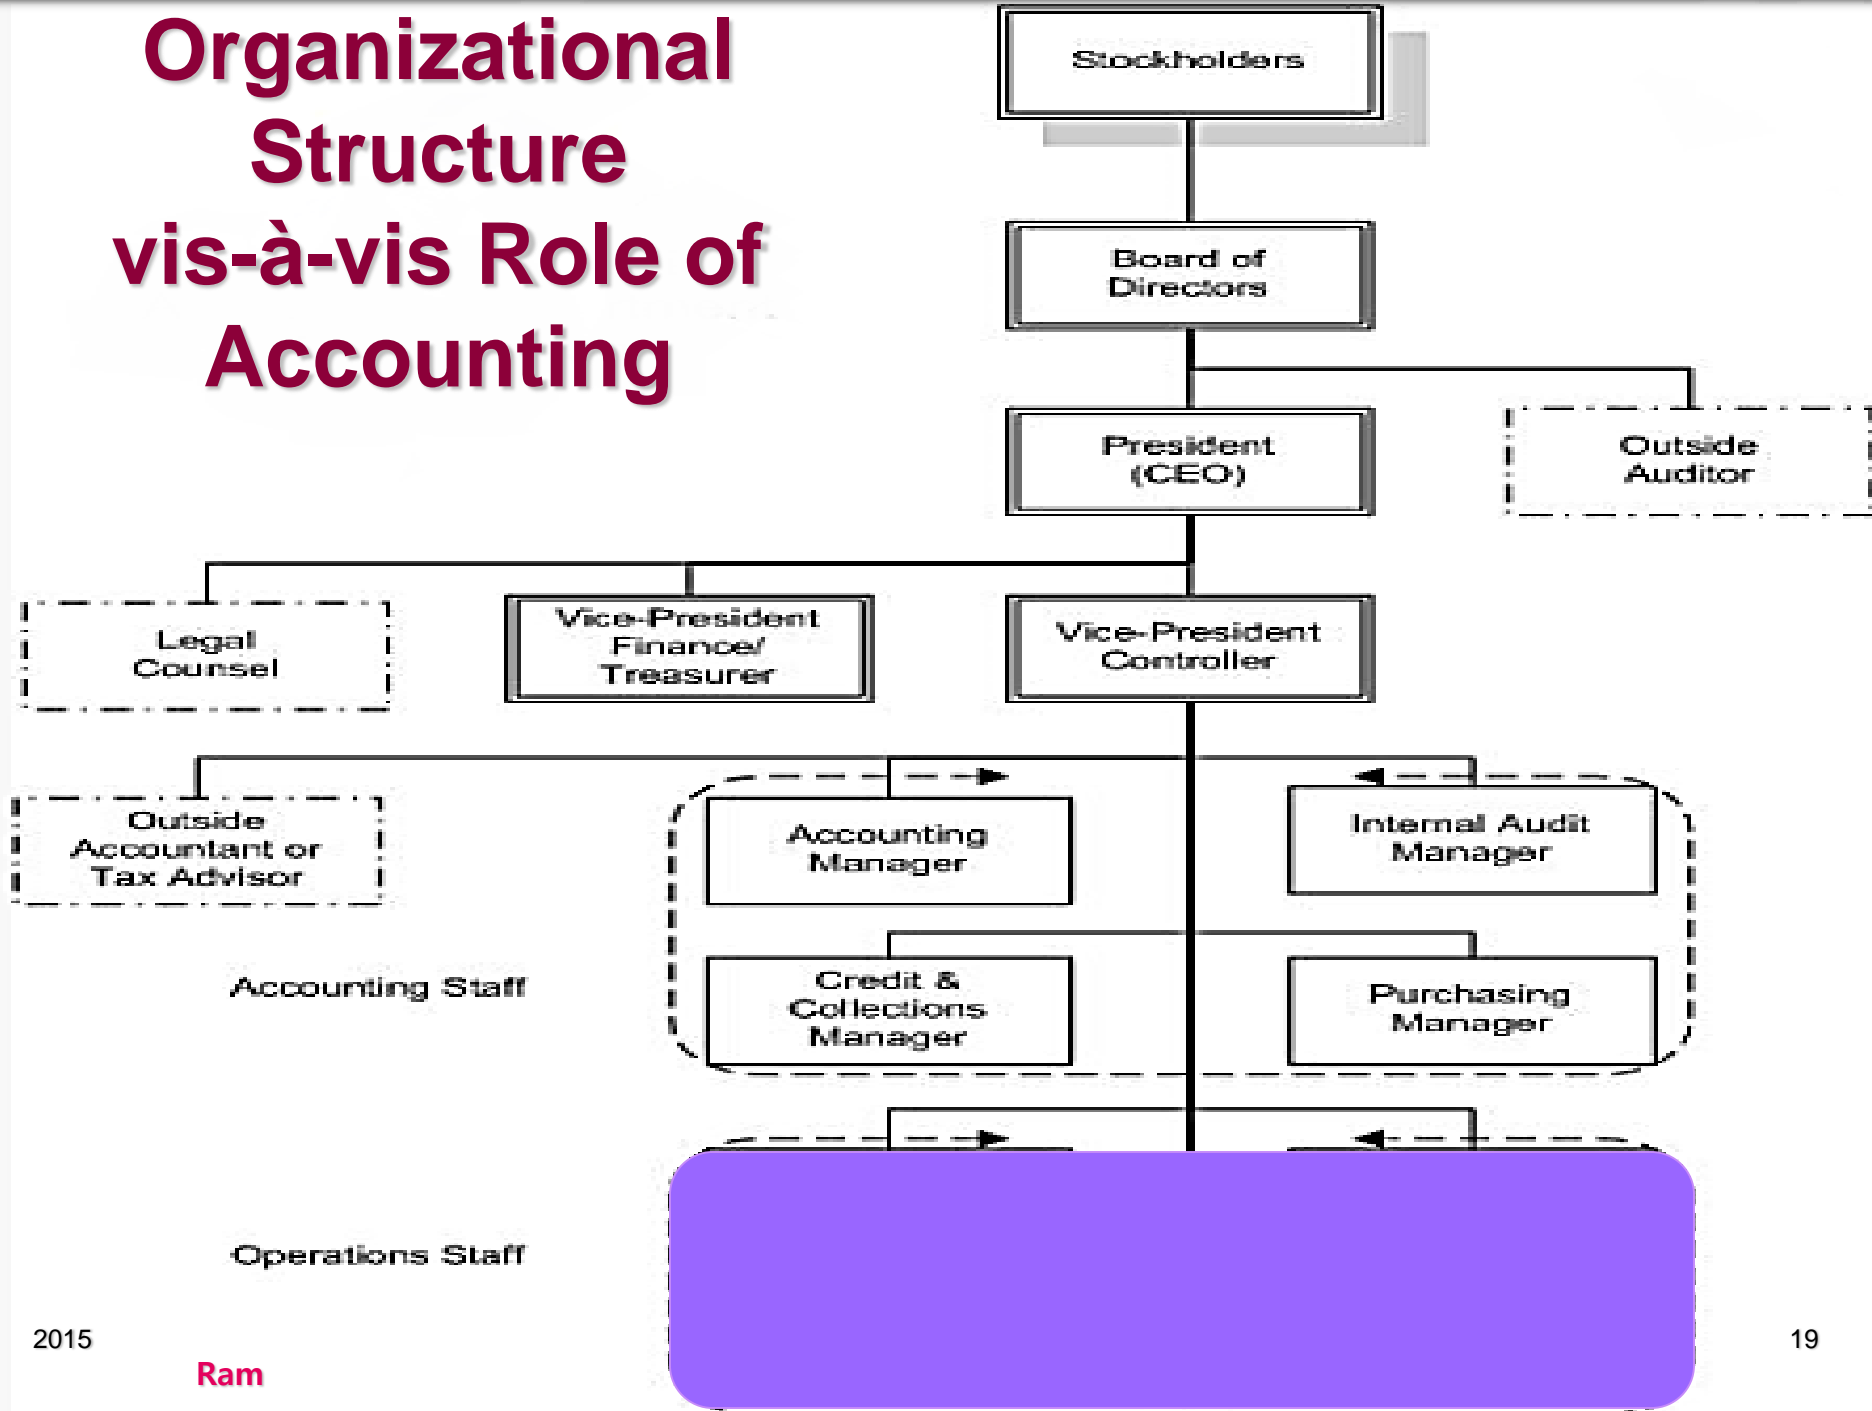 Organizational
Structure
vis-à-vis Role of
Accounting
Stockholders
Board of
Directors
President
(CEO)
Outside
Auditor
Legal
Counsel
Vice-President
Finance/
Treasurer
Vice-President
Controller
Outside
Accountant or
Tax Advisor
Accounting
Manager
Internal Audit
Manager
Accounting Staff
Credit &
Collections
Manager
Purchasing
Manager
Operations Staff
2015
Ram
19